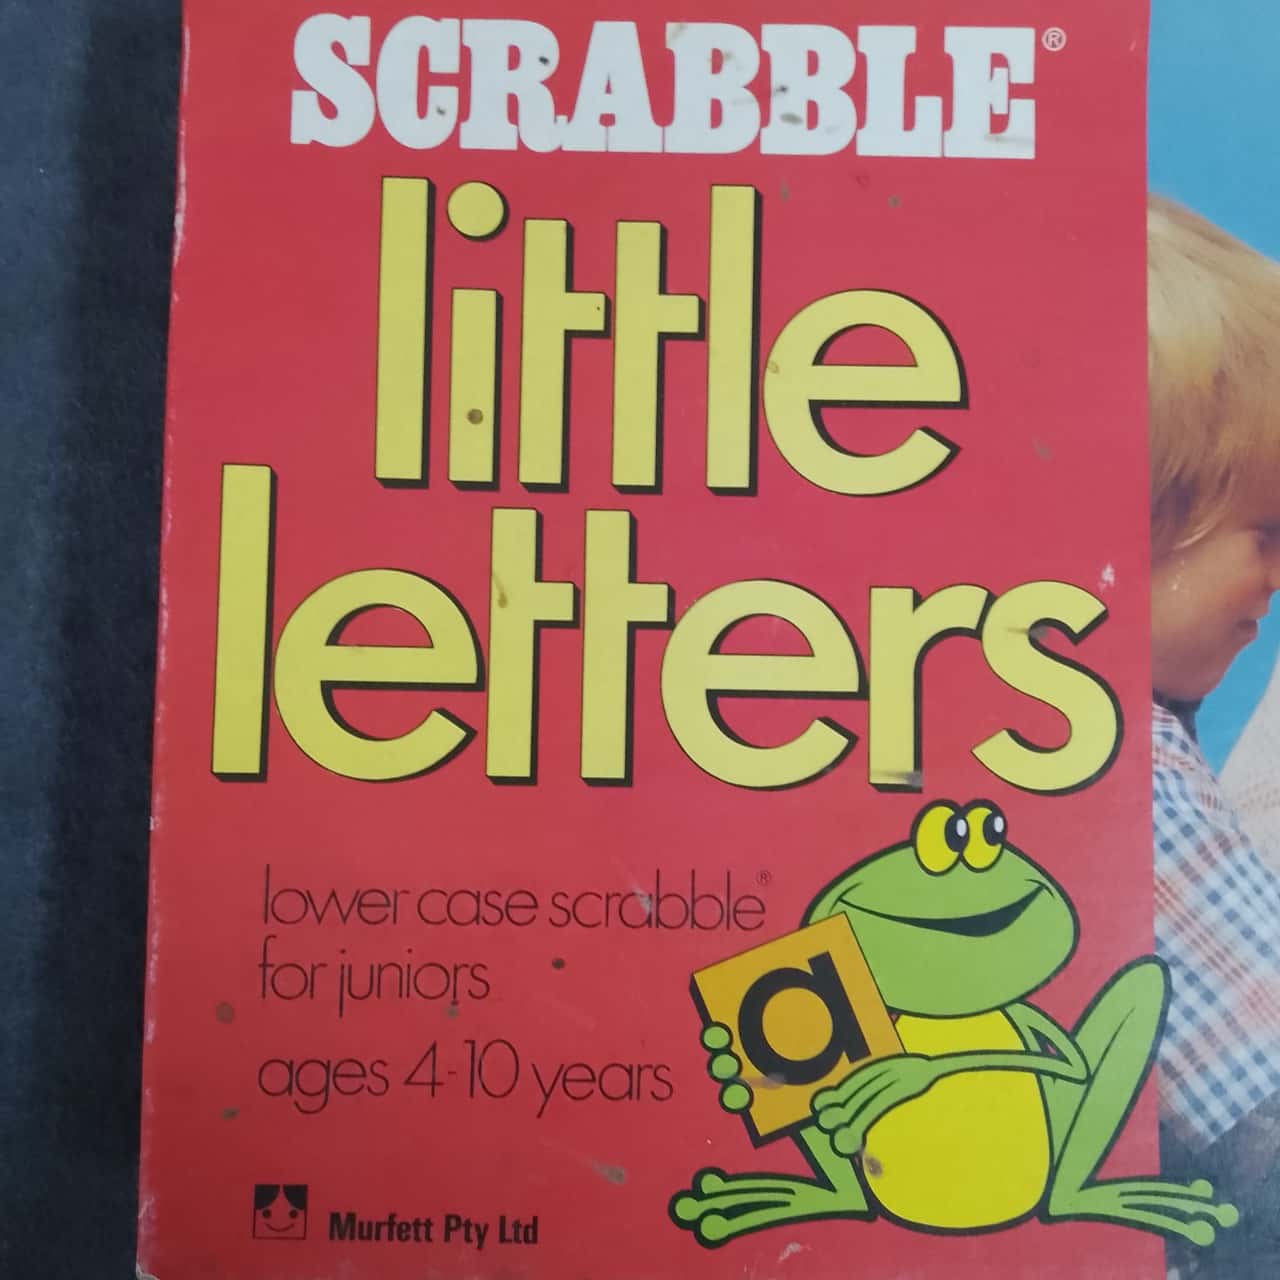 SCRABBLE®
little
letters
lower case scrabble®
for juniors
ages 4-10 years
a
Murfett Pty Ltd